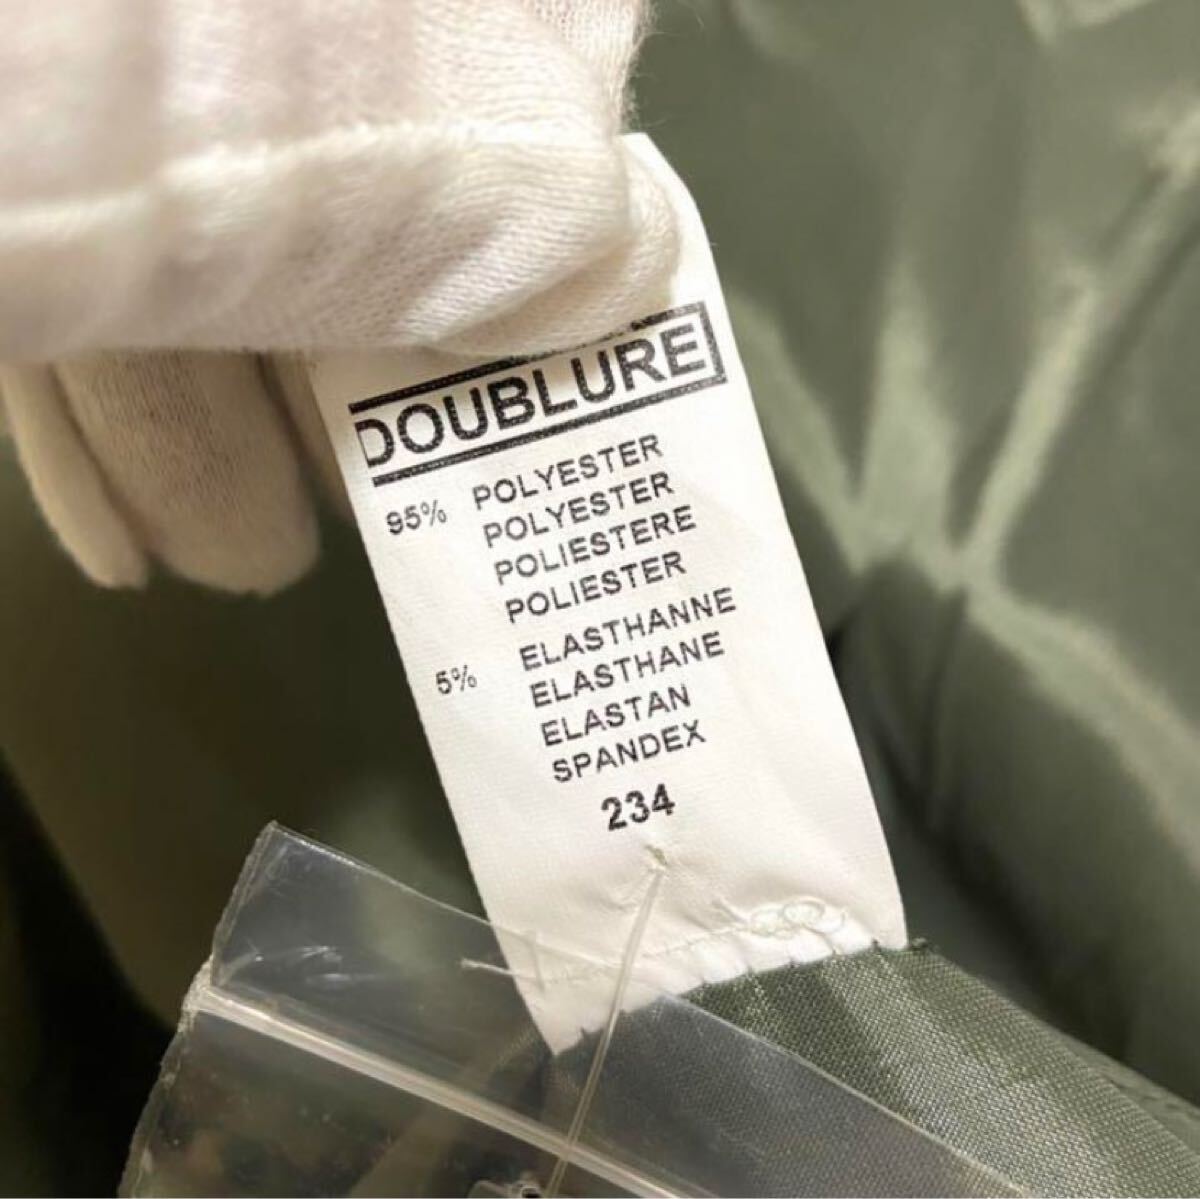 DOUBLURE
95% POLYESTER
POLYESTER
POLIESTERE
POLIESTER
5% ELASTHANNE
ELASTHANE
ELASTAN
SPANDEX
234